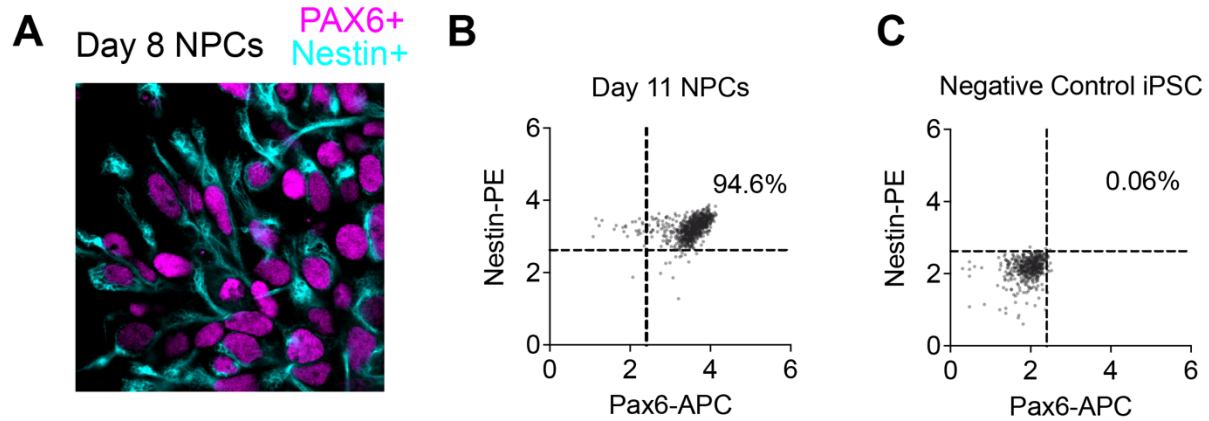 A
Day 8 NPCs
PAX6+
Nestin+
B
Day 11 NPCs
94.6%
Nestin-PE
6
4
2
0
0
2
4
6
Pax6-APC
C
Negative Control iPSC
0.06%
Nestin-PE
6
4
2
0
0
2
4
6
Pax6-APC